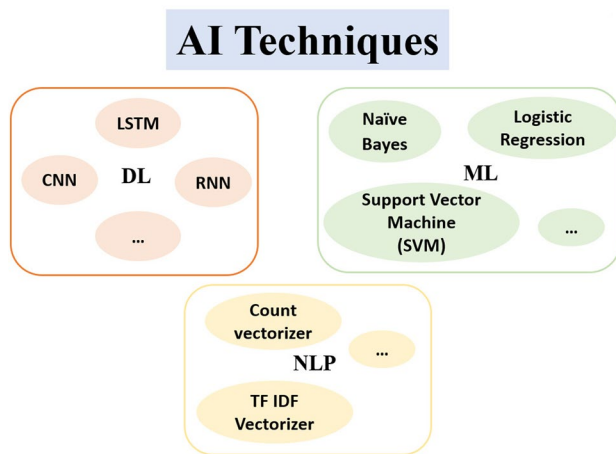 AI Techniques
LSTM
CNN
DL
RNN
...
Naïve
Bayes
Logistic
Regression
ML
Support Vector
Machine
(SVM)
...
Count
vectorizer
...
NLP
TF IDF
Vectorizer